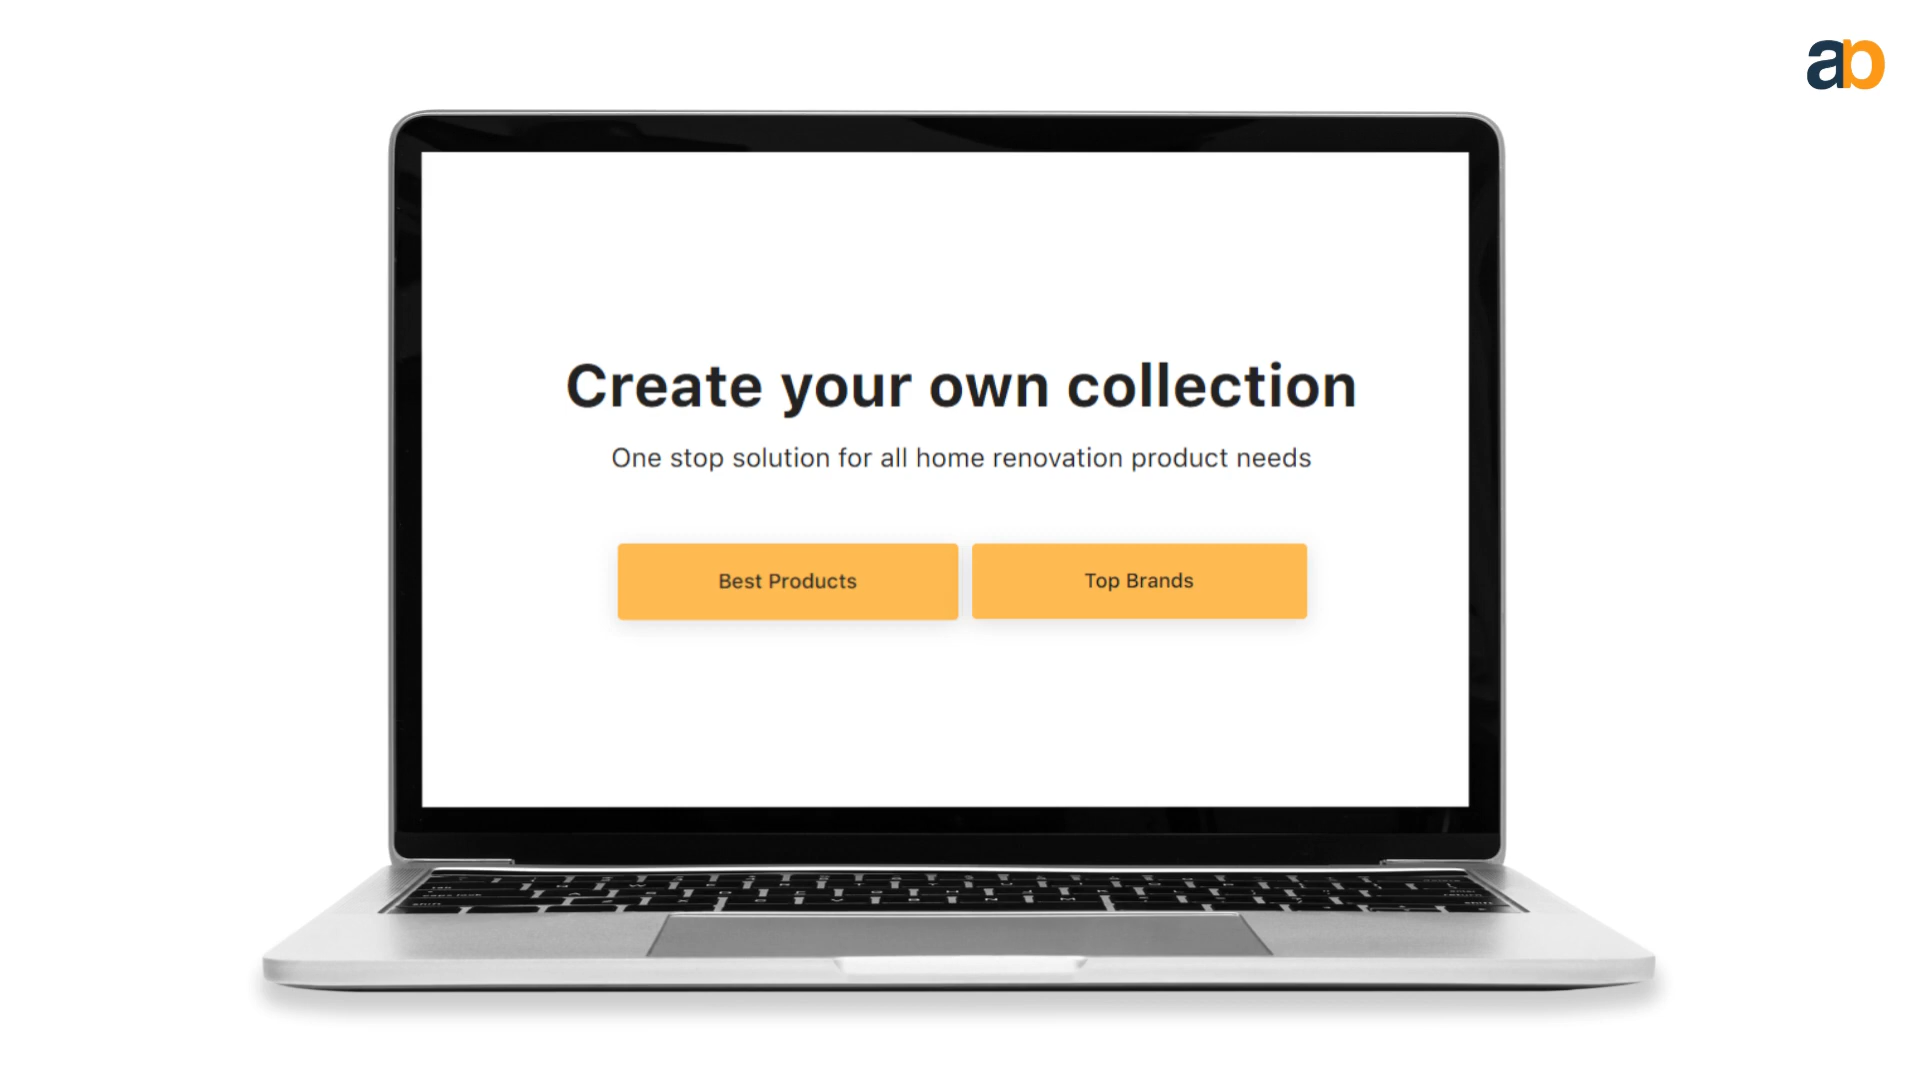 ab
Create your own collection
One stop solution for all home renovation product needs
Best Products
Top Brands